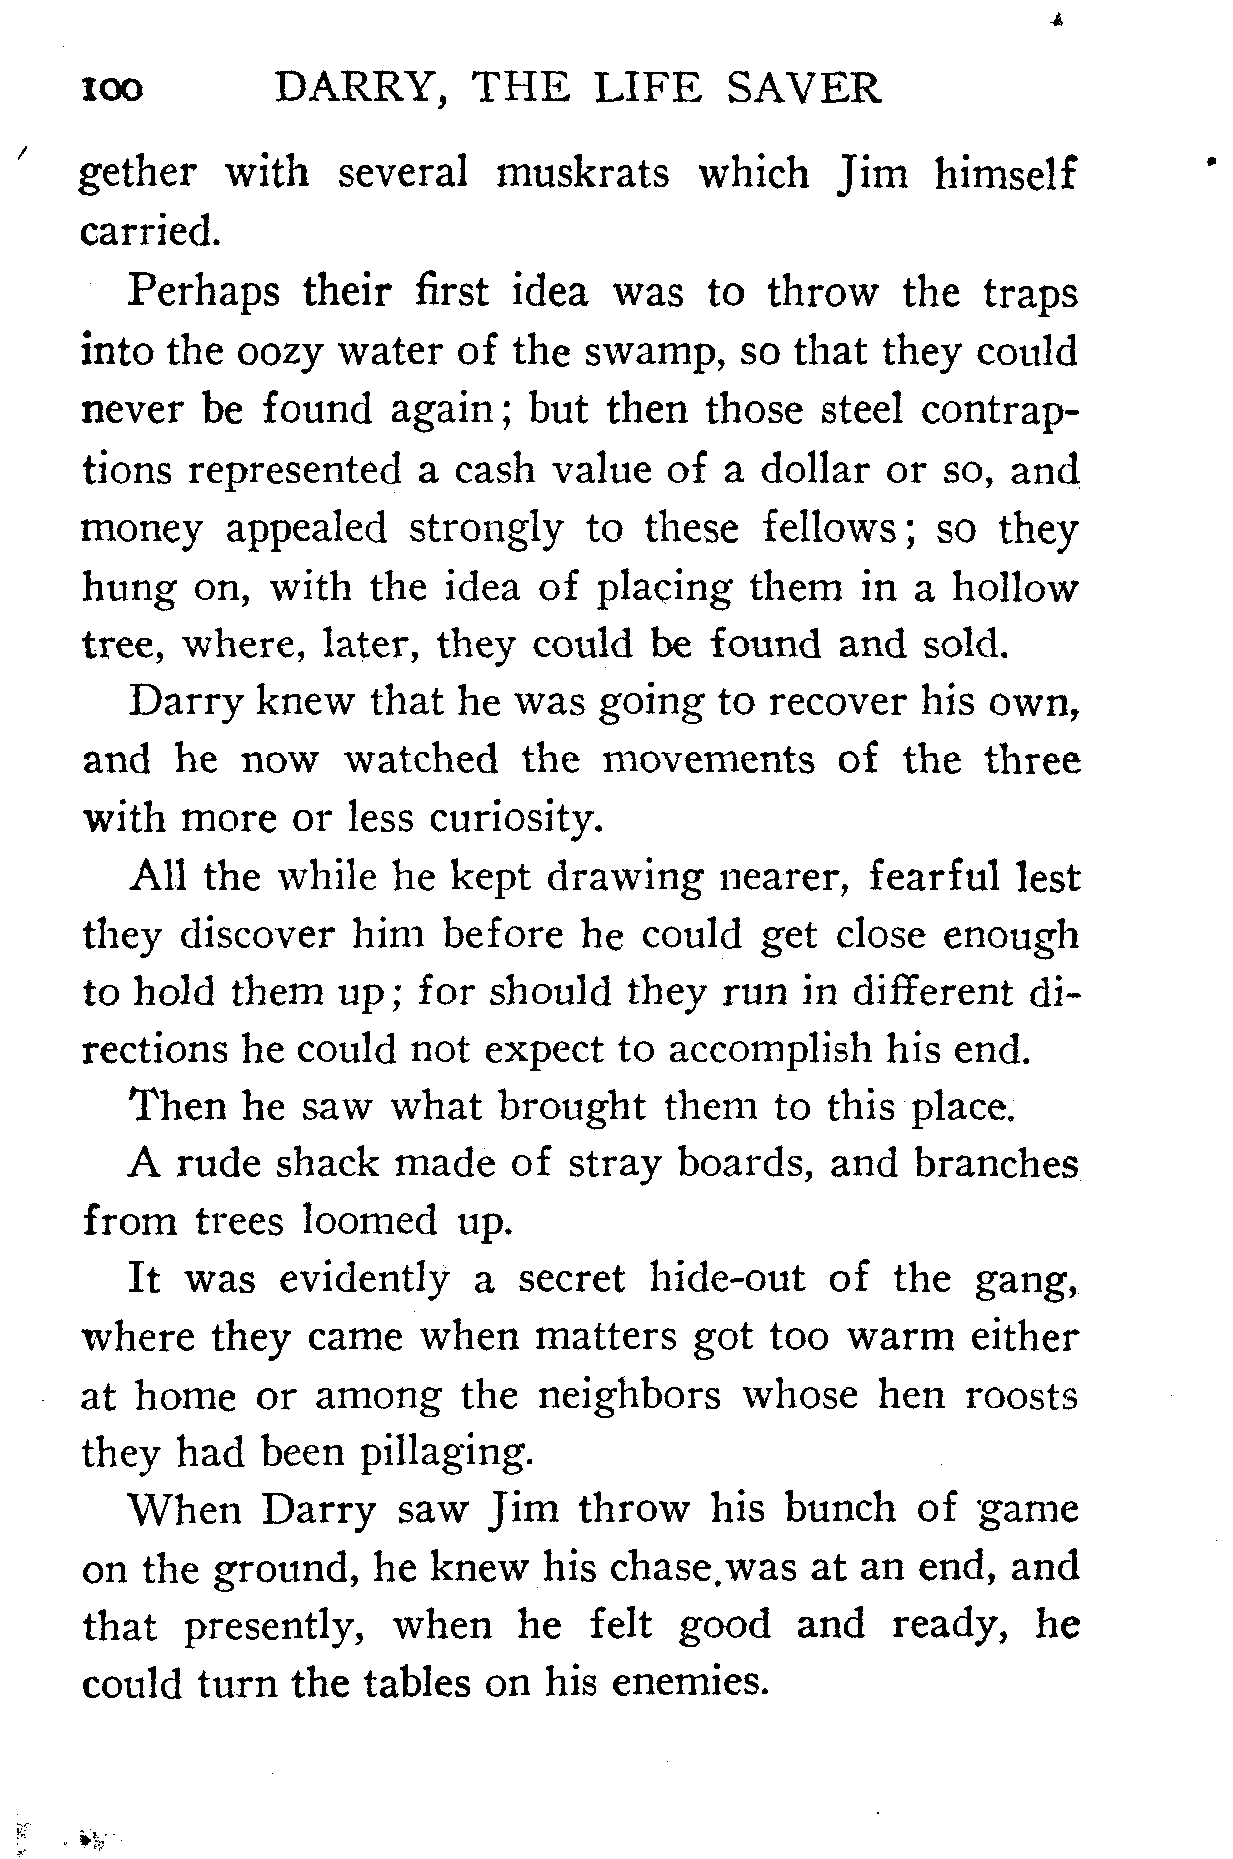 100 DARRY, THE LIFE SAVER
gether with several muskrats which Jim himself
carried.
Perhaps their first idea was to throw the traps
into the oozy water of the swamp, so that they could
never be found again; but then those steel contrap-
tions represented a cash value of a dollar or so, and
money appealed strongly to these fellows; so they
hung on, with the idea of placing them in a hollow
tree, where, later, they could be found and sold.
Darry knew that he was going to recover his own,
and he now watched the movements of the three
with more or less curiosity.
All the while he kept drawing nearer, fearful lest
they discover him before he could get close enough
to hold them up; for should they run in different di-
rections he could not expect to accomplish his end.
Then he saw what brought them to this place.
A rude shack made of stray boards, and branches
from trees loomed up.
It was evidently a secret hide-out of the gang,
where they came when matters got too warm either
at home or among the neighbors whose hen roosts
they had been pillaging.
When Darry saw Jim throw his bunch of game
on the ground, he knew his chase was at an end, and
that presently, when he felt good and ready, he
could turn the tables on his enemies.